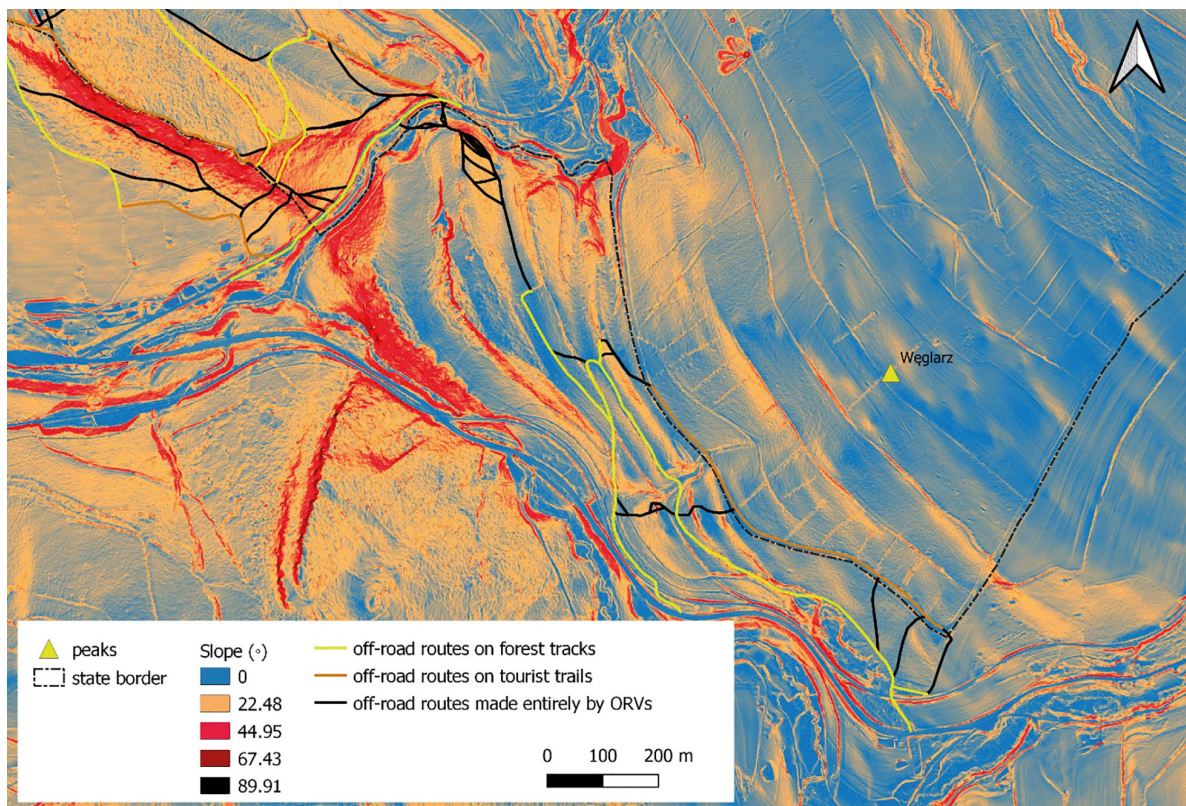 Węglarz
peaks
state border
Slope (°)
0
22.48
44.95
67.43
89.91
off-road routes on forest tracks
off-road routes on tourist trails
off-road routes made entirely by ORVs
0 100 200 m